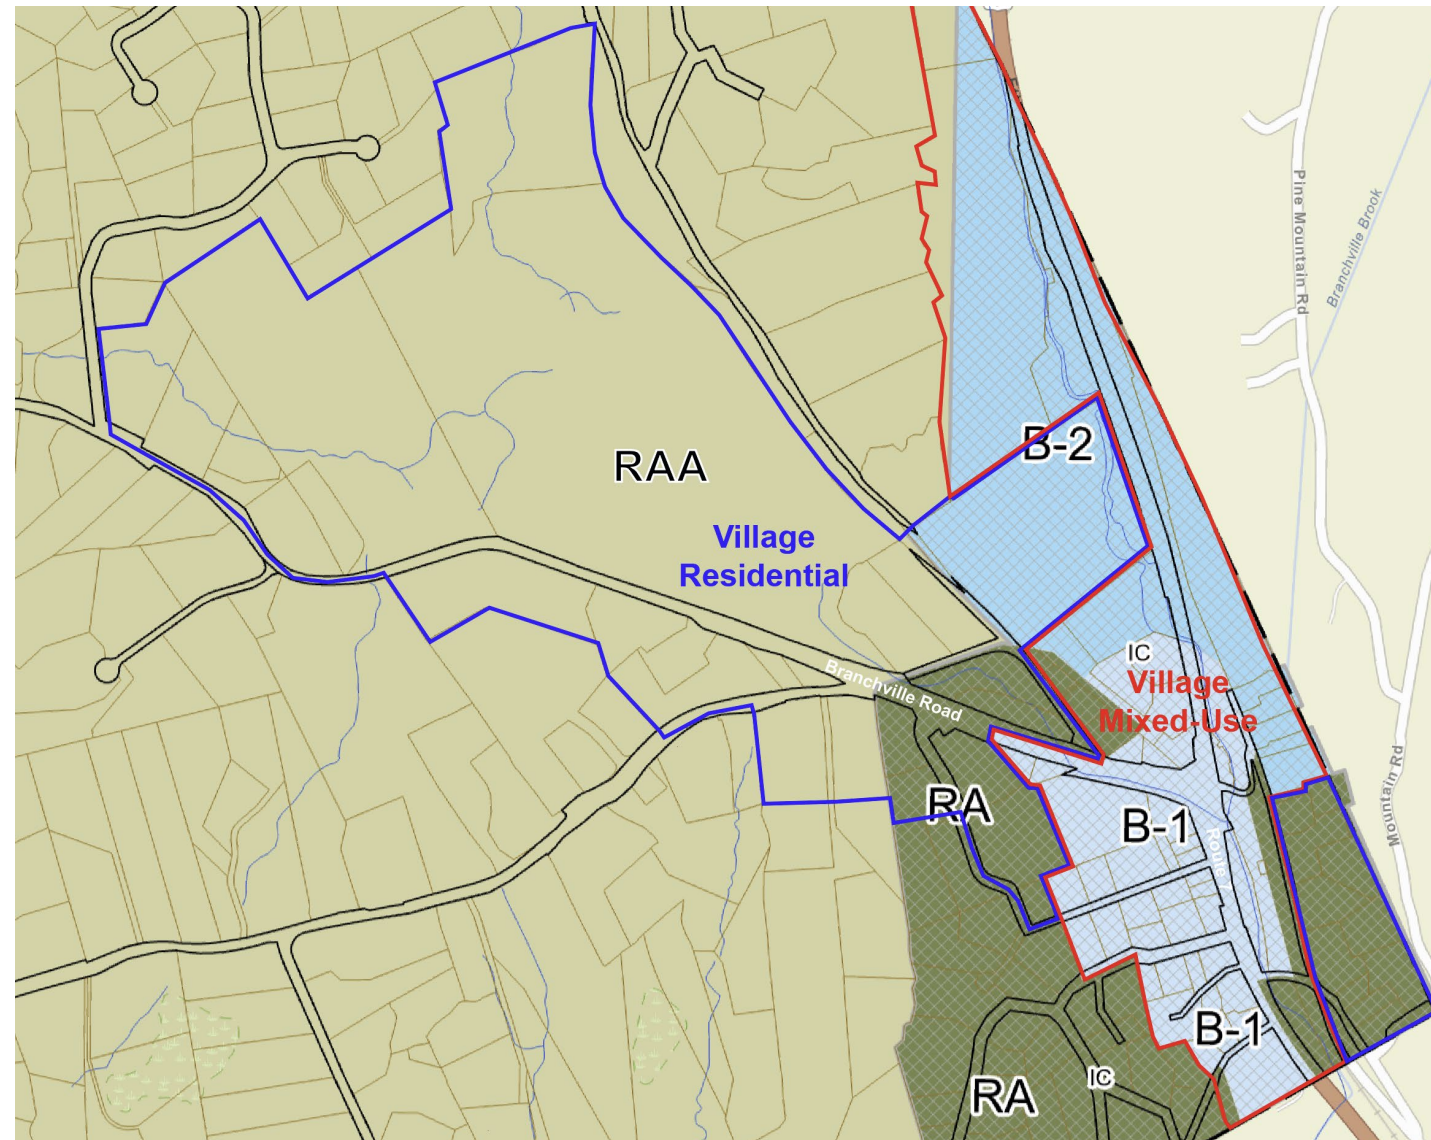 Pine Mountain Rd
Branchville Brook
B-2
RAA
Village
Residential
IC
Village
Mixed-Use
Branchville Road
Mountain Rd
RA
B-1
Route 7
B-1
IC
RA